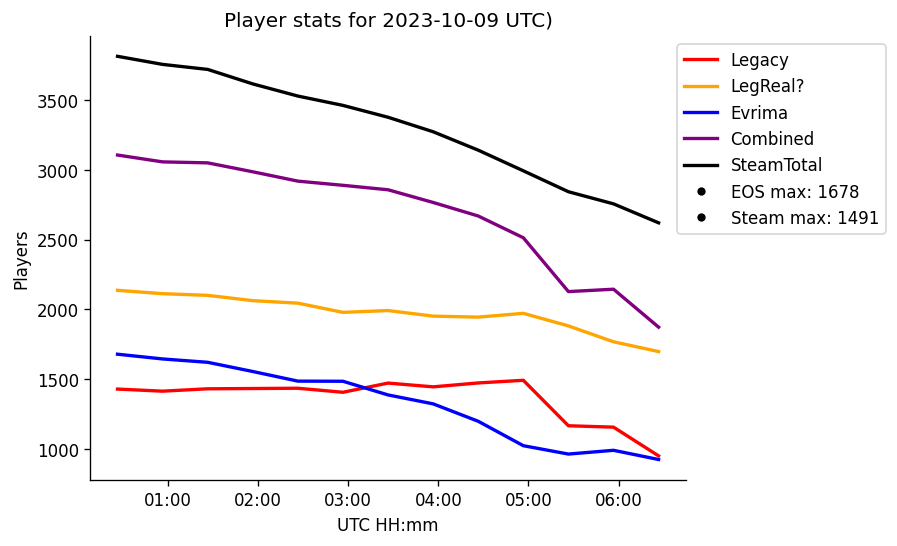 Player stats for 2023-10-09 UTC)
Players
3500
3000
2500
2000
1500
1000
01:00
02:00
03:00
04:00
05:00
06:00
UTC HH:mm
Legacy
LegReal?
Evrima
Combined
SteamTotal
EOS max: 1678
Steam max: 1491